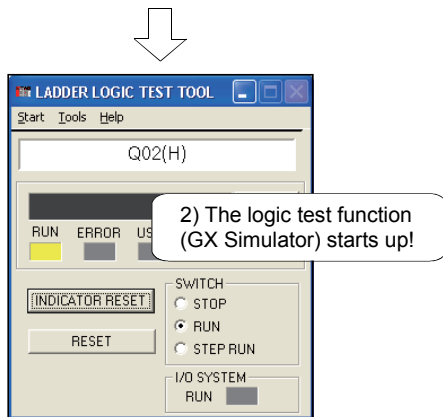 LADDER LOGIC TEST TOOL
Start Tools Help
Q02(H)
2) The logic test function
(GX Simulator) starts up!
RUN ERROR
INDICATOR RESET
RESET
SWITCH
STOP
RUN
STEP RUN
I/O SYSTEM
RUN